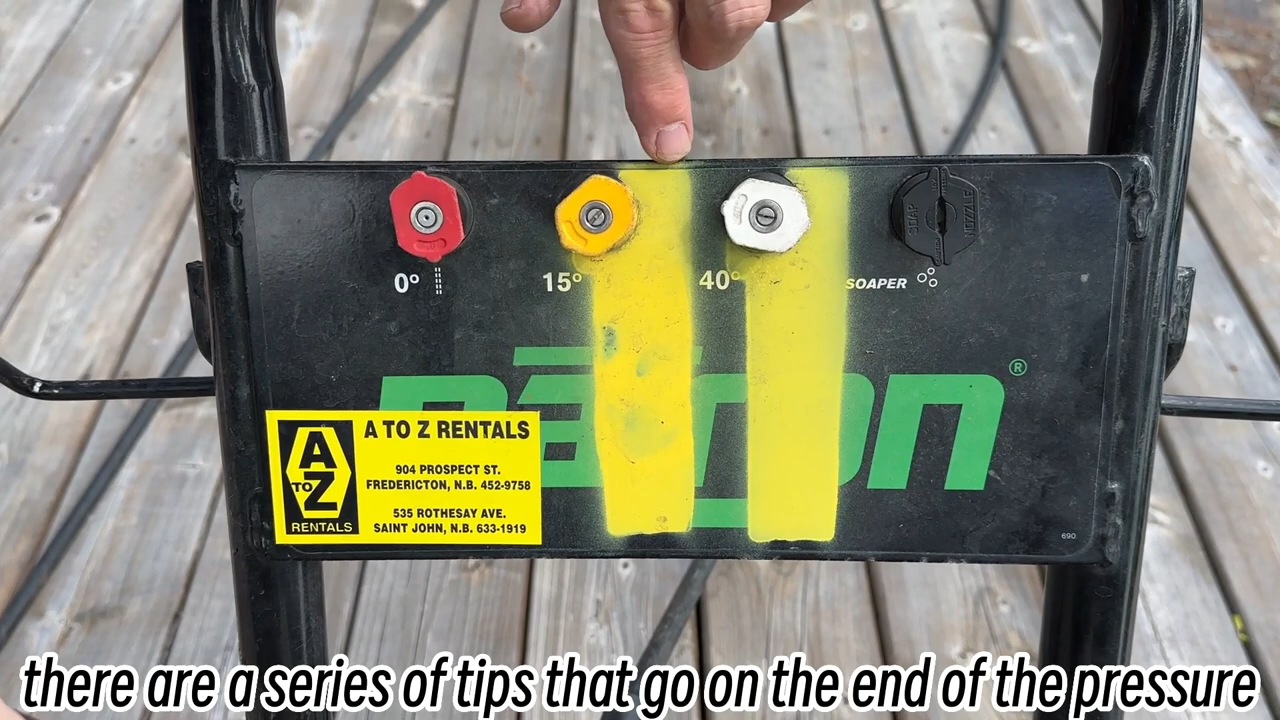 0°
15°
40°
SOAPER
SOAP
NOZZLE
®
A TO Z RENTALS
904 PROSPECT ST.
FREDERICTON, N.B. 452-9758
535 ROTHESAY AVE.
SAINT JOHN, N.B. 633-1919
A
TO
Z
RENTALS
690
there are a series of tips that go on the end of the pressure